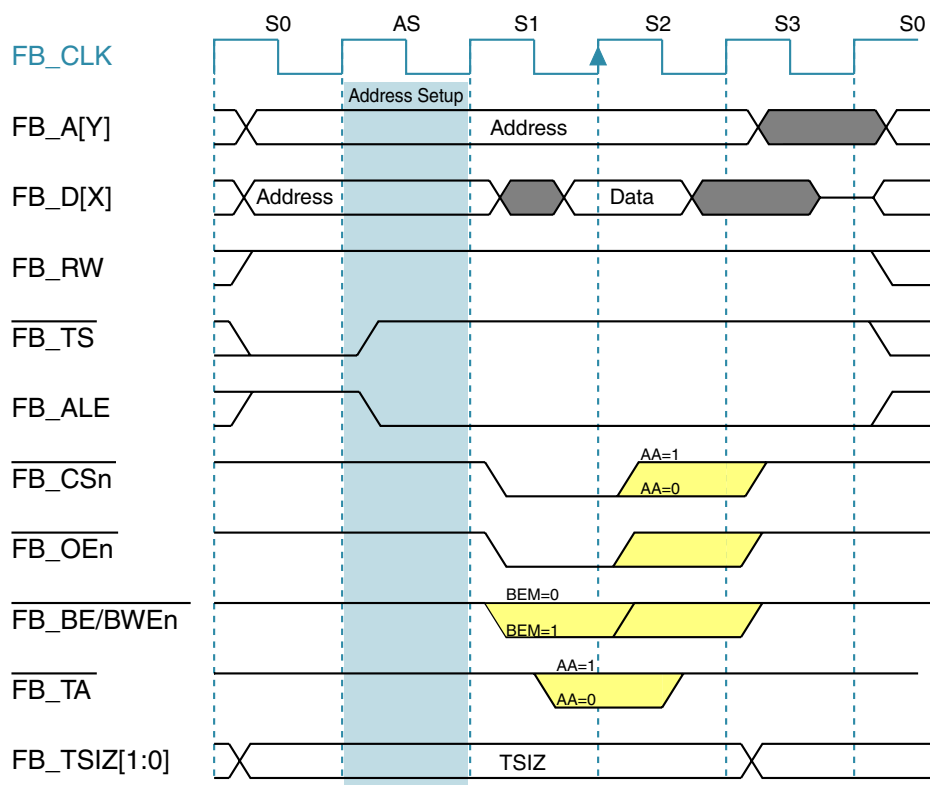 S0 AS S1 S2 S3 S0
FB_CLK
Address Setup
FB_A[Y] Address
FB_D[X] Address Data
FB_RW
FB_TS
FB_ALE
AA=1
FB_CSn
AA=0
FB_OEn
BEM=0
FB_BE/BWEn
BEM=1
AA=1
FB_TA
AA=0
FB_TSIZ[1:0] TSIZ